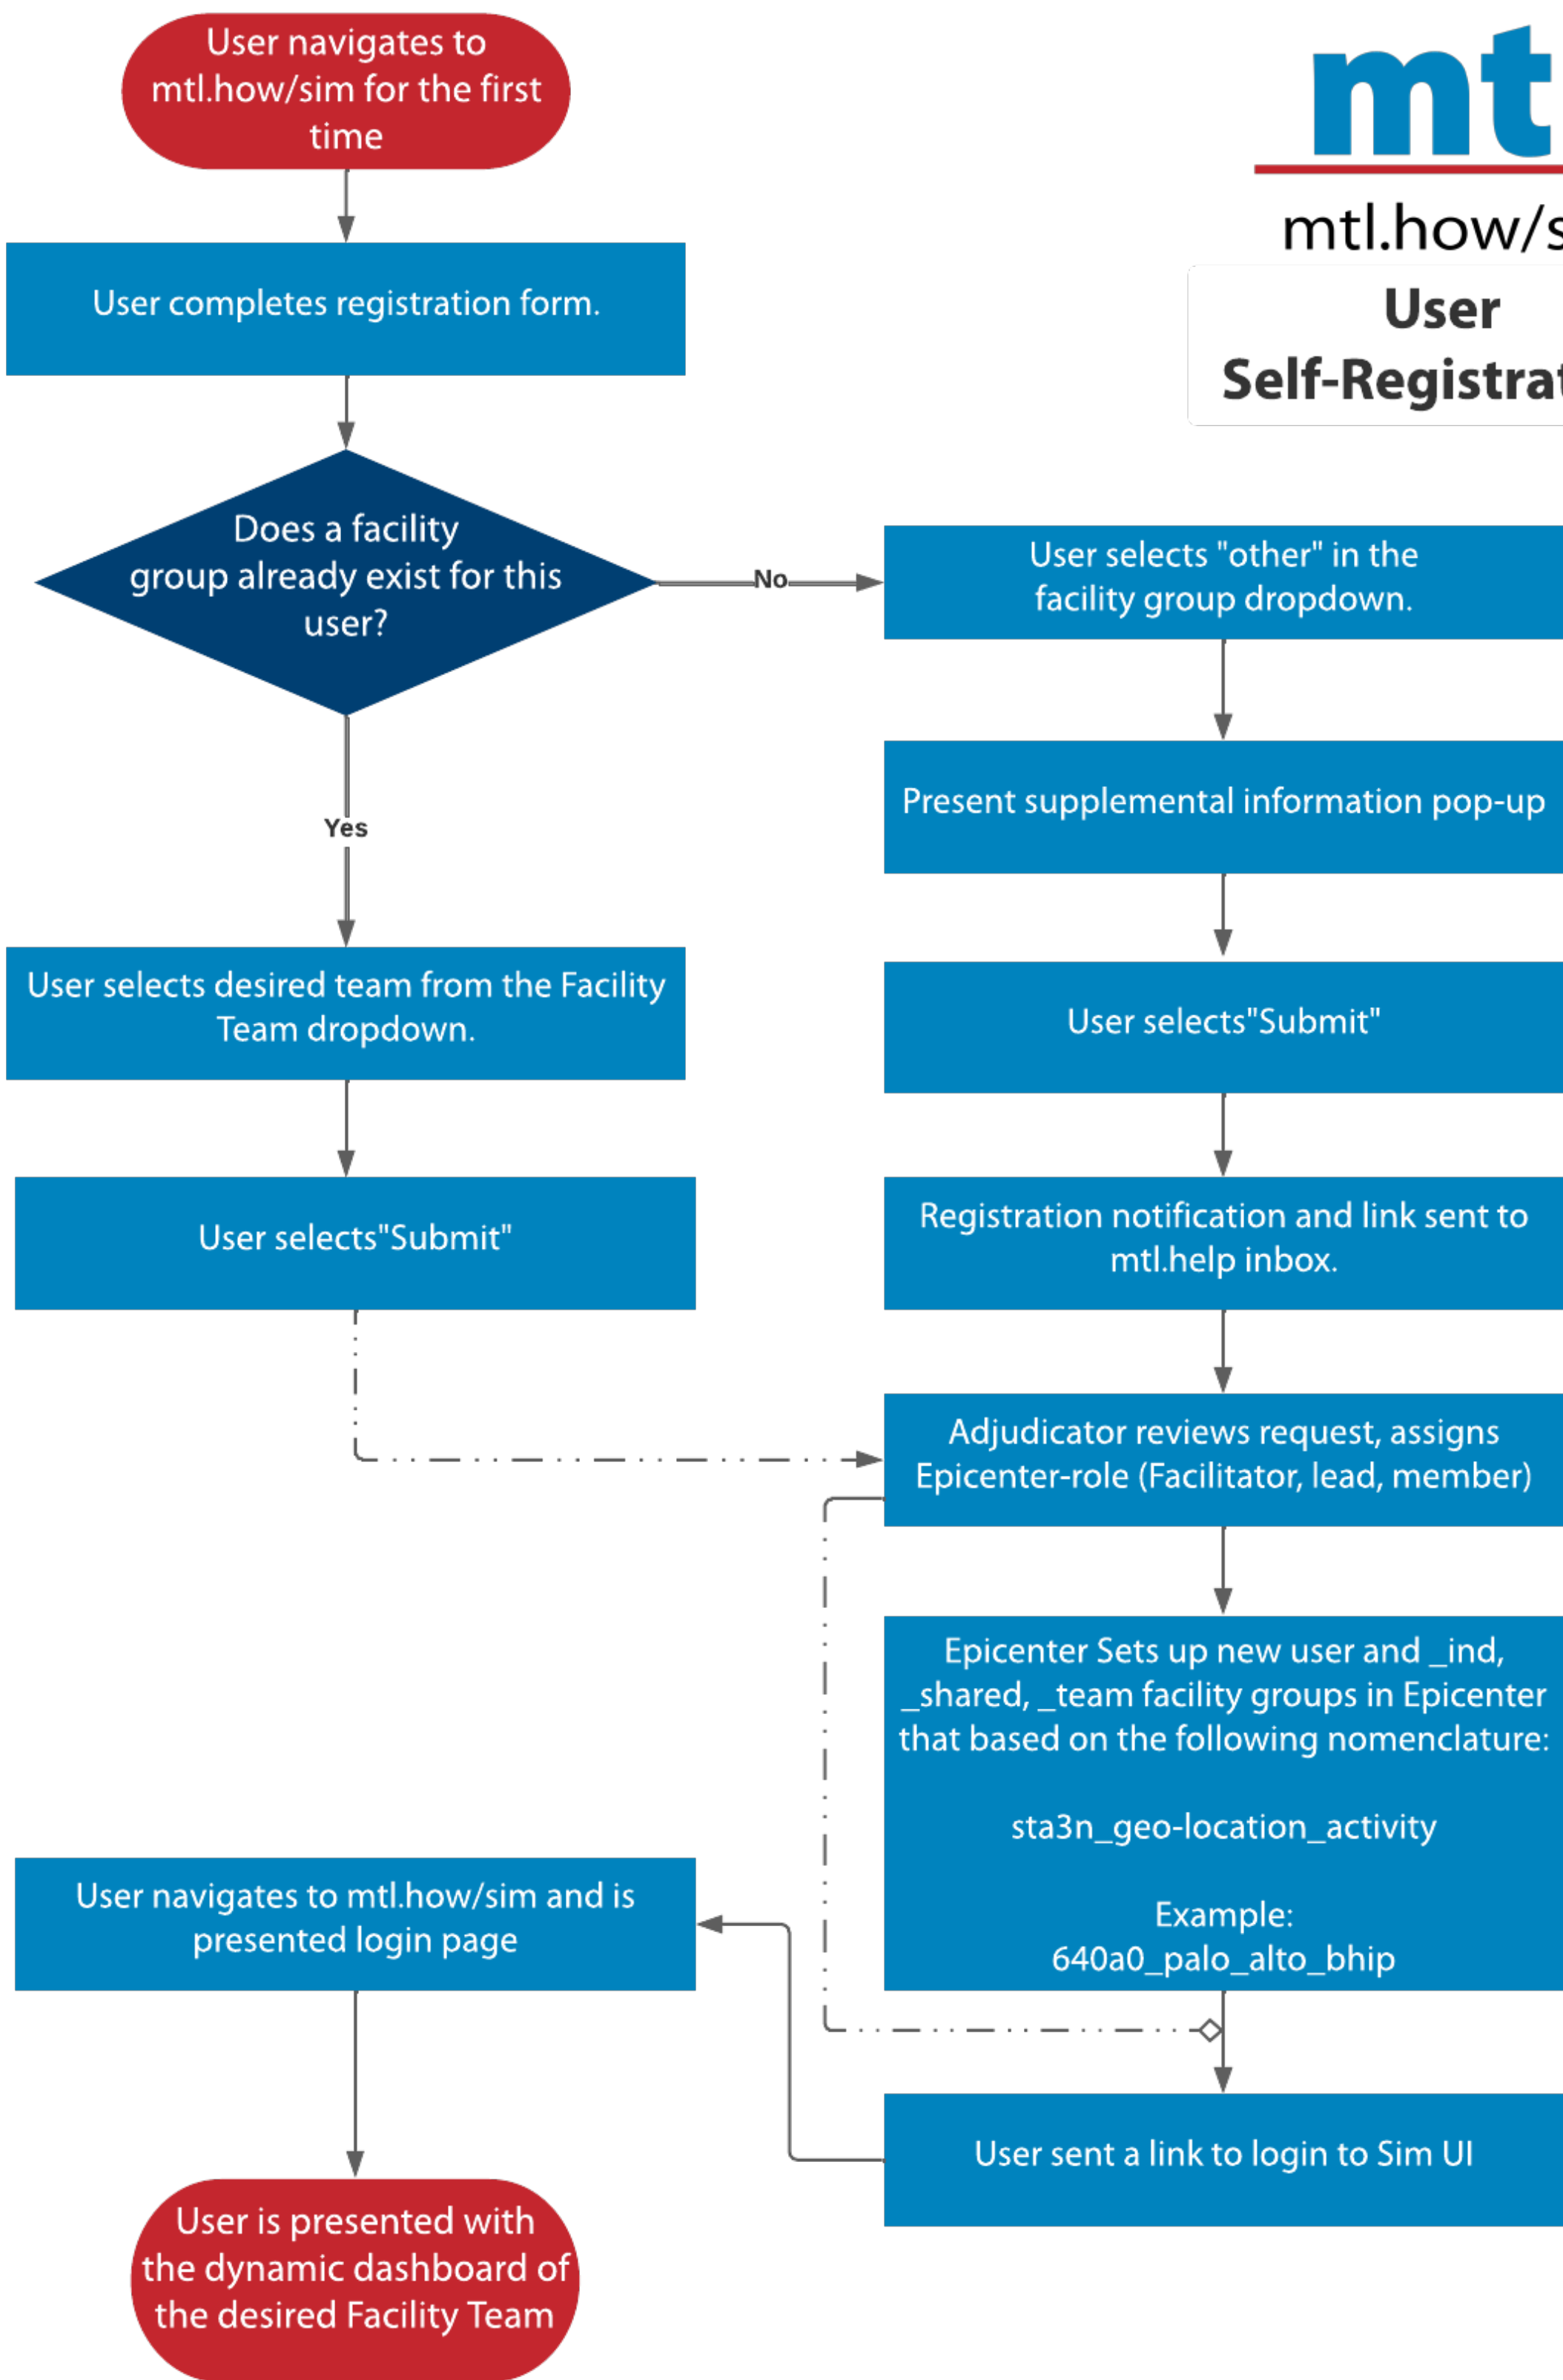 User navigates to
mtl.how/sim for the first
time
mt
mtl.how/s
User
Self-Registrat
User completes registration form.
Does a facility
group already exist for this
user?
No
User selects "other" in the
facility group dropdown.
Present supplemental information pop-up
Yes
User selects desired team from the Facility
Team dropdown.
User selects"Submit"
User selects"Submit"
Registration notification and link sent to
mtl.help inbox.
Adjudicator reviews request, assigns
Epicenter-role (Facilitator, lead, member)
Epicenter Sets up new user and _ind,
_shared, _team facility groups in Epicenter
that based on the following nomenclature:
sta3n_geo-location_activity
Example:
640a0_palo_alto_bhip
User navigates to mtl.how/sim and is
presented login page
User sent a link to login to Sim UI
User is presented with
the dynamic dashboard of
the desired Facility Team